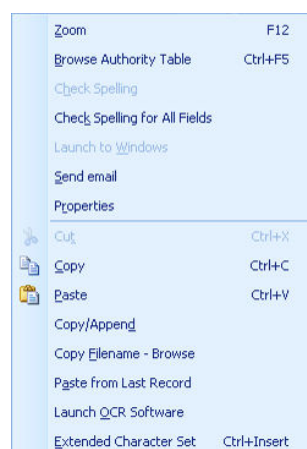 Zoom F12
Browse Authority Table Ctrl+F5
Check Spelling
Check Spelling for All Fields
Launch to Windows
Send email
Properties
Cut Ctrl+X
Copy Ctrl+C
Paste Ctrl+V
Copy/Append
Copy Filename - Browse
Paste from Last Record
Launch OCR Software
Extended Character Set Ctrl+Insert